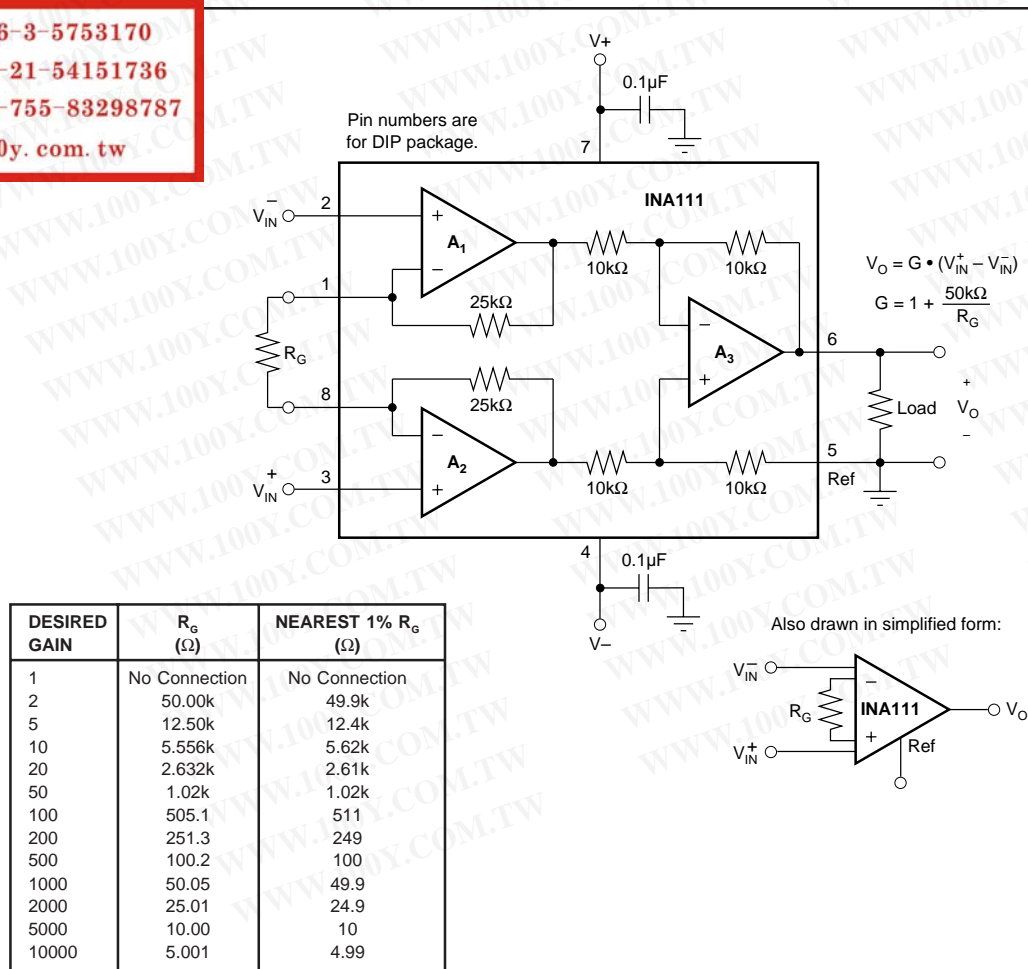 6-3-5753170
-21-54151736
-755-83298787
0y. com. tw
Pin numbers are
for DIP package.
V+
0.1µF
7
INA111
V⁻IN
2
+
A₁
−
1
25kΩ
10kΩ
10kΩ
RG
−
A₃
+
6
VO = G • (V⁺IN – V⁻IN)
G = 1 + 50kΩ
RG
8
25kΩ
−
A₂
+
V⁺IN
3
10kΩ
10kΩ
5
Ref
Load
+
VO
−
4
0.1µF
V–
DESIRED GAIN | RG (Ω) | NEAREST 1% RG (Ω)
1 | No Connection | No Connection
2 | 50.00k | 49.9k
5 | 12.50k | 12.4k
10 | 5.556k | 5.62k
20 | 2.632k | 2.61k
50 | 1.02k | 1.02k
100 | 505.1 | 511
200 | 251.3 | 249
500 | 100.2 | 100
1000 | 50.05 | 49.9
2000 | 25.01 | 24.9
5000 | 10.00 | 10
10000 | 5.001 | 4.99
Also drawn in simplified form:
V⁻IN
−
RG
INA111
VO
+
Ref
V⁺IN
WWW.100Y.COM.TW